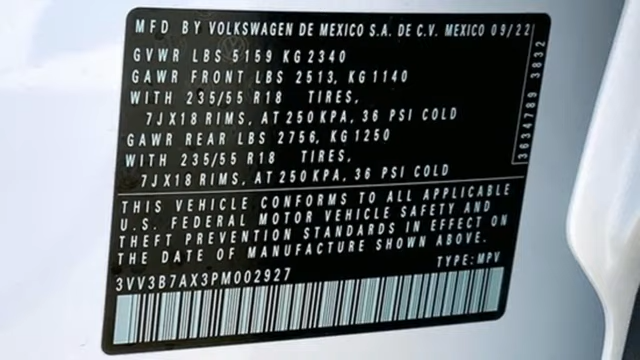 MFD BY VOLKSWAGEN DE MEXICO S.A. DE C.V. MEXICO 09/22
GVWR LBS 5159 KG 2340
GAWR FRONT LBS 2513, KG 1140
WITH 235/55 R18 TIRES,
7JX18 RIMS, AT 250 KPA, 36 PSI COLD
GAWR REAR LBS 2756, KG 1250
WITH 235/55 R18 TIRES,
7JX18 RIMS, AT 250 KPA, 36 PSI COLD
3634789 3832
THIS VEHICLE CONFORMS TO ALL APPLICABLE
U.S. FEDERAL MOTOR VEHICLE SAFETY AND
THEFT PREVENTION STANDARDS IN EFFECT ON
THE DATE OF MANUFACTURE SHOWN ABOVE.
3VV3B7AX3PM002927
TYPE: MPV